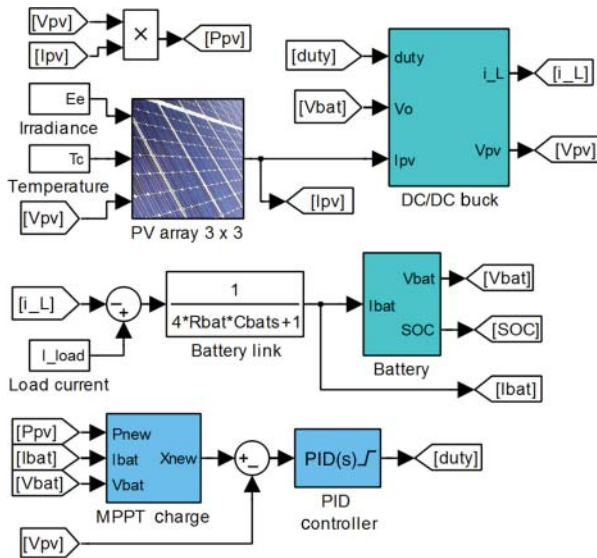 [Vpv]
[Ipv]
×
[Ppv]
Ee
Irradiance
Tc
Temperature
[Vpv]
PV array 3 x 3
[Ipv]
[duty]
[Vbat]
duty
Vo
Ipv
i_L
Vpv
DC/DC buck
[i_L]
[Vpv]
[i_L]
I_load
Load current
1
4*Rbat*Cbats+1
Battery link
Ibat
Vbat
SOC
Battery
[Vbat]
[SOC]
[Ibat]
[Ppv]
[Ibat]
[Vbat]
Pnew
Ibat
Vbat
Xnew
MPPT charge
[Vpv]
PID(s)
PID
controller
[duty]